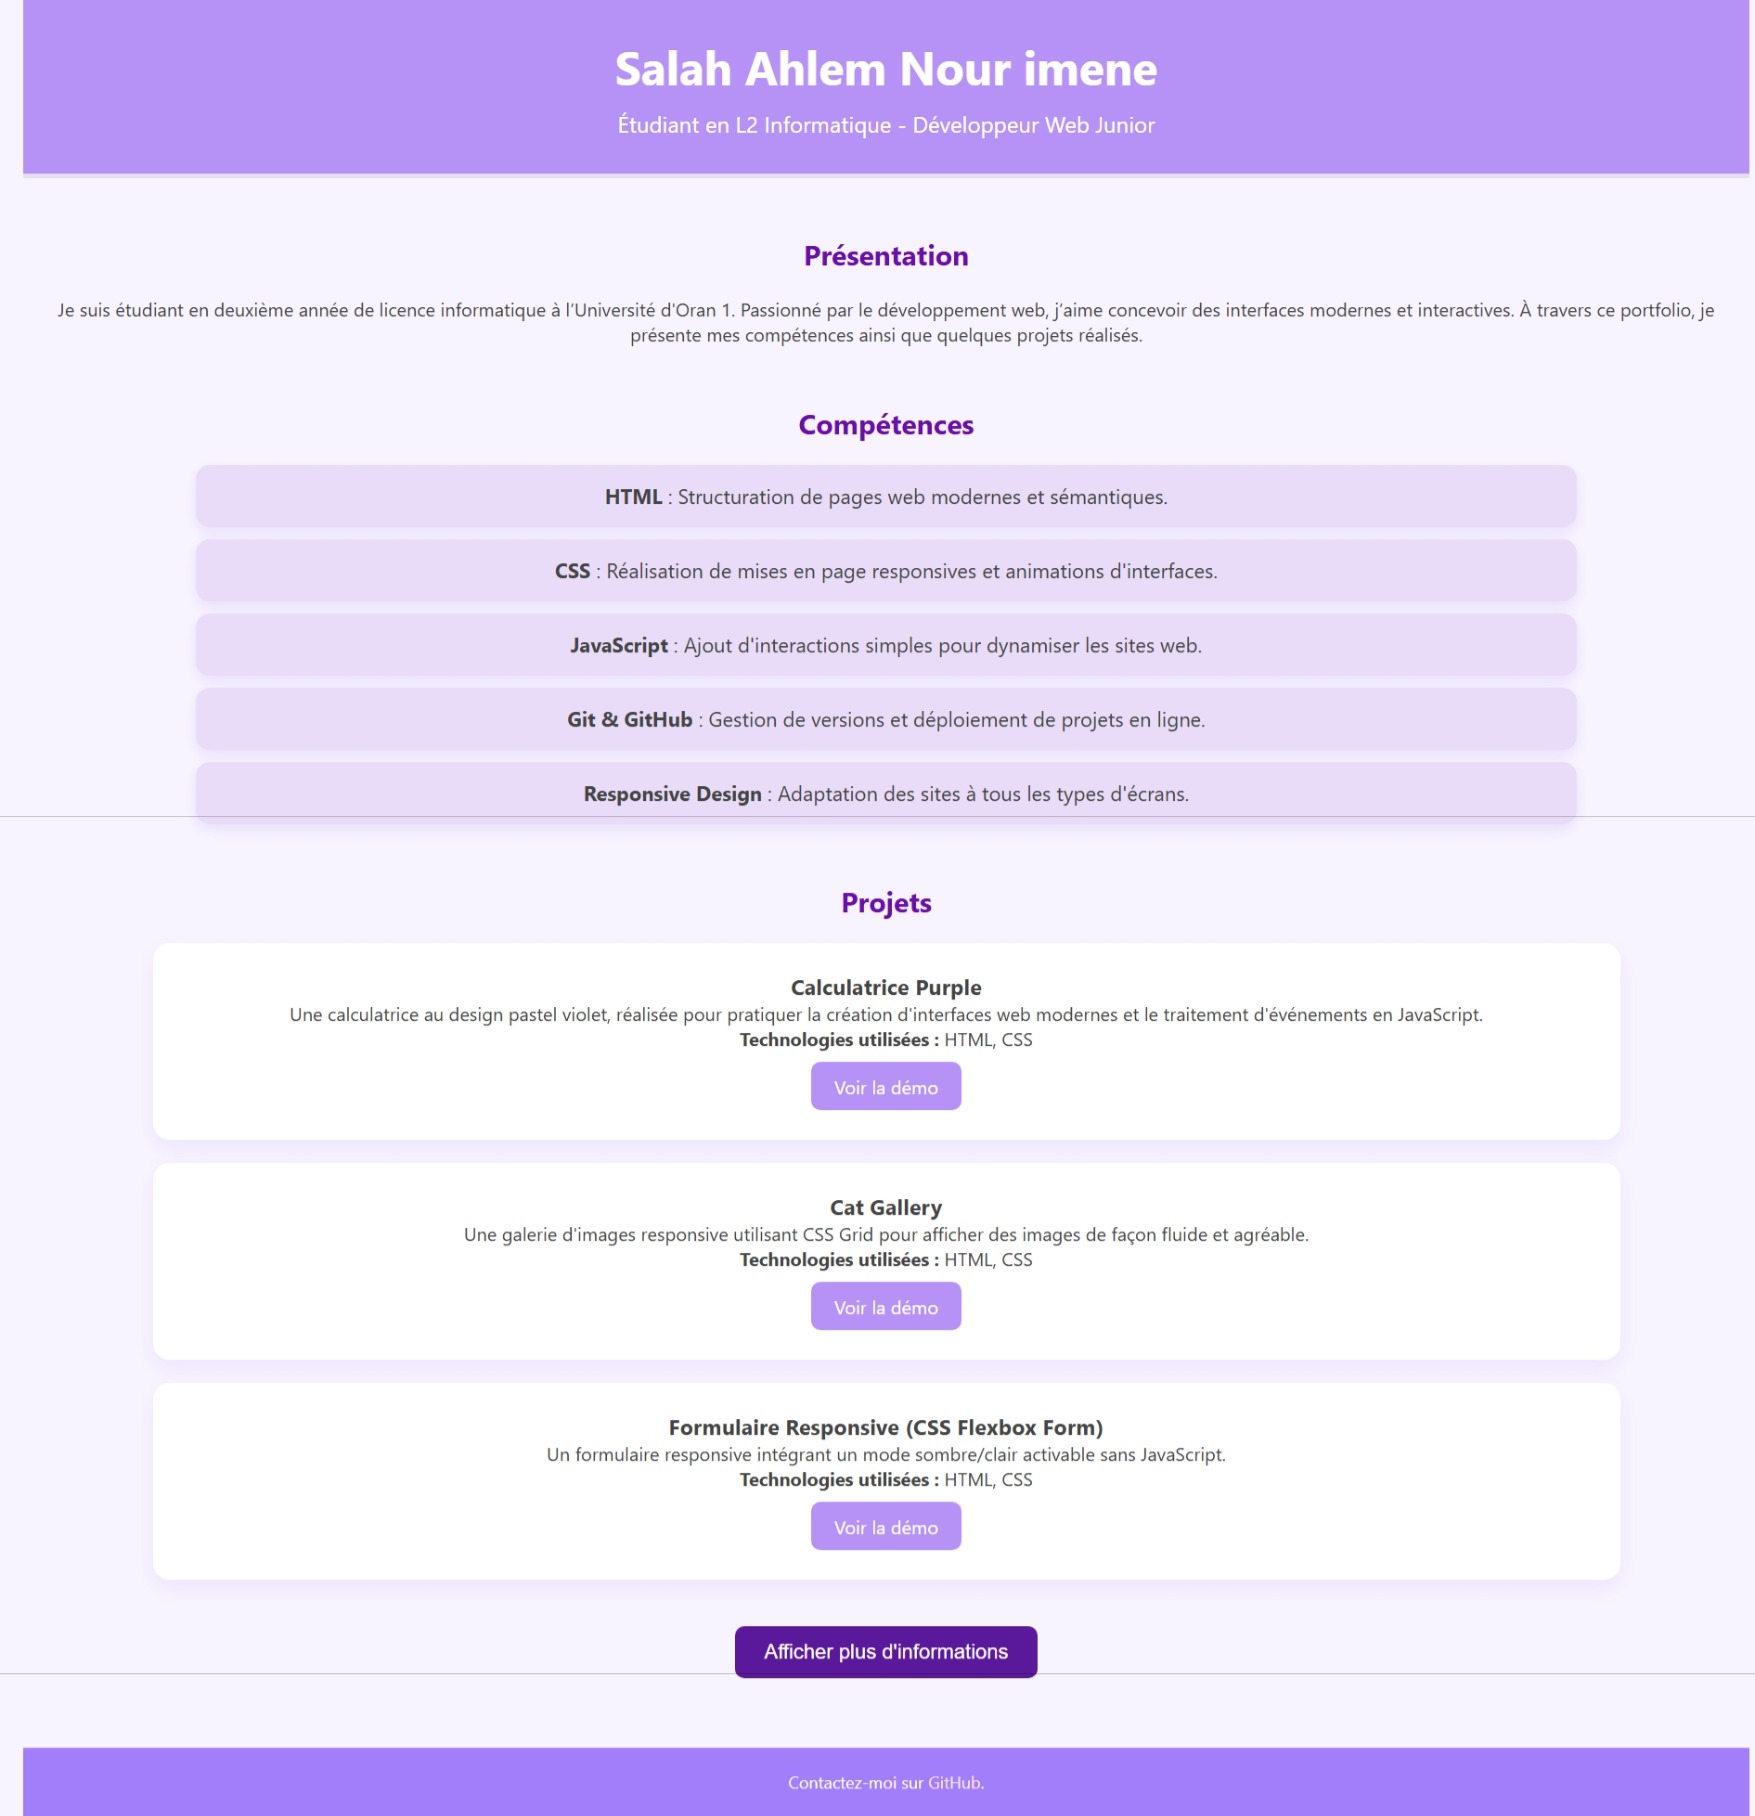 Salah Ahlem Nour imene
Étudiant en L2 Informatique - Développeur Web Junior
Présentation
Je suis étudiant en deuxième année de licence informatique à l’Université d'Oran 1. Passionné par le développement web, j’aime concevoir des interfaces modernes et interactives. À travers ce portfolio, je
présente mes compétences ainsi que quelques projets réalisés.
Compétences
HTML : Structuration de pages web modernes et sémantiques.
CSS : Réalisation de mises en page responsives et animations d'interfaces.
JavaScript : Ajout d'interactions simples pour dynamiser les sites web.
Git & GitHub : Gestion de versions et déploiement de projets en ligne.
Responsive Design : Adaptation des sites à tous les types d'écrans.
Projets
Calculatrice Purple
Une calculatrice au design pastel violet, réalisée pour pratiquer la création d'interfaces web modernes et le traitement d'événements en JavaScript.
Technologies utilisées : HTML, CSS
Voir la démo
Cat Gallery
Une galerie d'images responsive utilisant CSS Grid pour afficher des images de façon fluide et agréable.
Technologies utilisées : HTML, CSS
Voir la démo
Formulaire Responsive (CSS Flexbox Form)
Un formulaire responsive intégrant un mode sombre/clair activable sans JavaScript.
Technologies utilisées : HTML, CSS
Voir la démo
Afficher plus d'informations
Contactez-moi sur GitHub.